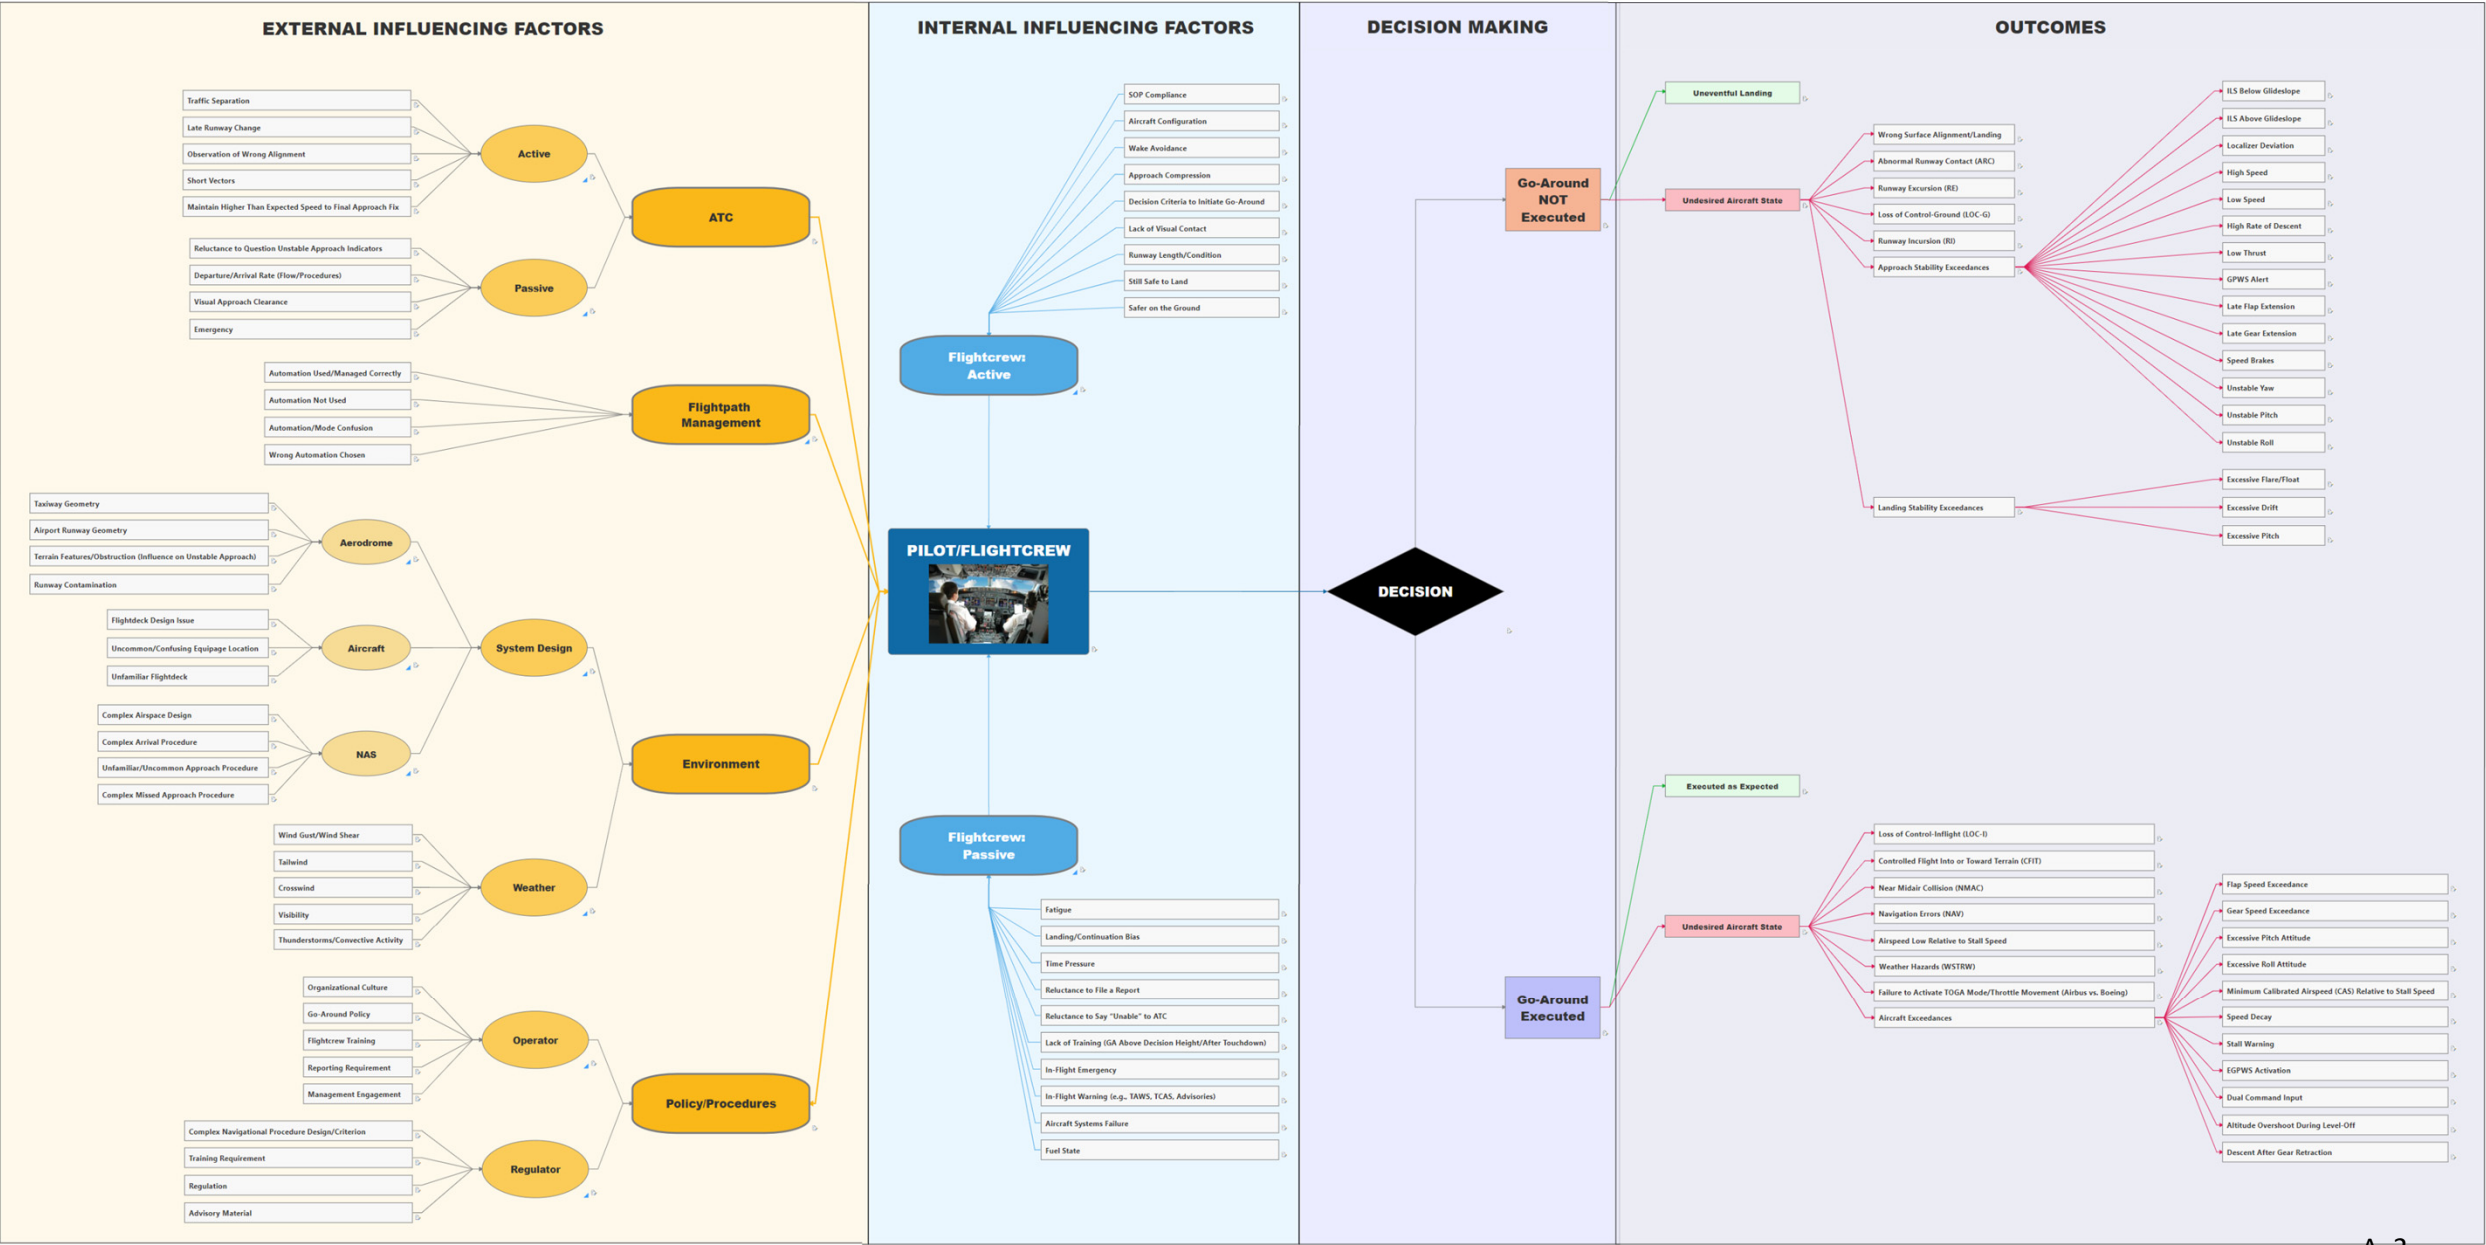 EXTERNAL INFLUENCING FACTORS
INTERNAL INFLUENCING FACTORS
DECISION MAKING
OUTCOMES
Traffic Separation
Late Runway Change
Observation of Wrong Alignment
Short Vectors
Maintain Higher Than Expected Speed to Final Approach Fix
Active
Reluctance to Question Unstable Approach Indicators
Departure/Arrival Rate (Flow/Procedures)
Visual Approach Clearance
Emergency
Passive
ATC
Automation Used/Managed Correctly
Automation Not Used
Automation/Mode Confusion
Wrong Automation Chosen
Flightpath
Management
Taxiway Geometry
Airport Runway Geometry
Terrain Features/Obstruction (Influence on Unstable Approach)
Runway Contamination
Aerodrome
Flightdeck Design Issue
Uncommon/Confusing Equipage Location
Unfamiliar Flightdeck
Aircraft
Complex Airspace Design
Complex Arrival Procedure
Unfamiliar/Uncommon Approach Procedure
Complex Missed Approach Procedure
NAS
System Design
Wind Gust/Wind Shear
Tailwind
Crosswind
Visibility
Thunderstorms/Convective Activity
Weather
Environment
Organizational Culture
Go-Around Policy
Flightcrew Training
Reporting Requirement
Management Engagement
Operator
Complex Navigational Procedure Design/Criterion
Training Requirement
Regulation
Advisory Material
Regulator
Policy/Procedures
SOP Compliance
Aircraft Configuration
Wake Avoidance
Approach Compression
Decision Criteria to Initiate Go-Around
Lack of Visual Contact
Runway Length/Condition
Still Safe to Land
Safer on the Ground
Flightcrew:
Active
PILOT/FLIGHTCREW
Flightcrew:
Passive
Fatigue
Landing/Continuation Bias
Time Pressure
Reluctance to File a Report
Reluctance to Say "Unable" to ATC
Lack of Training (GA Above Decision Height/After Touchdown)
In-Flight Emergency
In-Flight Warning (e.g., TAWS, TCAS, Advisories)
Aircraft Systems Failure
Fuel State
DECISION
Go-Around
NOT
Executed
Go-Around
Executed
Uneventful Landing
Undesired Aircraft State
Wrong Surface Alignment/Landing
Abnormal Runway Contact (ARC)
Runway Excursion (RE)
Loss of Control-Ground (LOC-G)
Runway Incursion (RI)
Approach Stability Exceedances
Landing Stability Exceedances
ILS Below Glideslope
ILS Above Glideslope
Localizer Deviation
High Speed
Low Speed
High Rate of Descent
Low Thrust
GPWS Alert
Late Flap Extension
Late Gear Extension
Speed Brakes
Unstable Yaw
Unstable Pitch
Unstable Roll
Excessive Flare/Float
Excessive Drift
Excessive Pitch
Executed as Expected
Undesired Aircraft State
Loss of Control-Inflight (LOC-I)
Controlled Flight Into or Toward Terrain (CFIT)
Near Midair Collision (NMAC)
Navigation Errors (NAV)
Airspeed Low Relative to Stall Speed
Weather Hazards (WSTRW)
Failure to Activate TOGA Mode/Throttle Movement (Airbus vs. Boeing)
Aircraft Exceedances
Flap Speed Exceedance
Gear Speed Exceedance
Excessive Pitch Attitude
Excessive Roll Attitude
Minimum Calibrated Airspeed (CAS) Relative to Stall Speed
Speed Decay
Stall Warning
EGPWS Activation
Dual Command Input
Altitude Overshoot During Level-Off
Descent After Gear Retraction